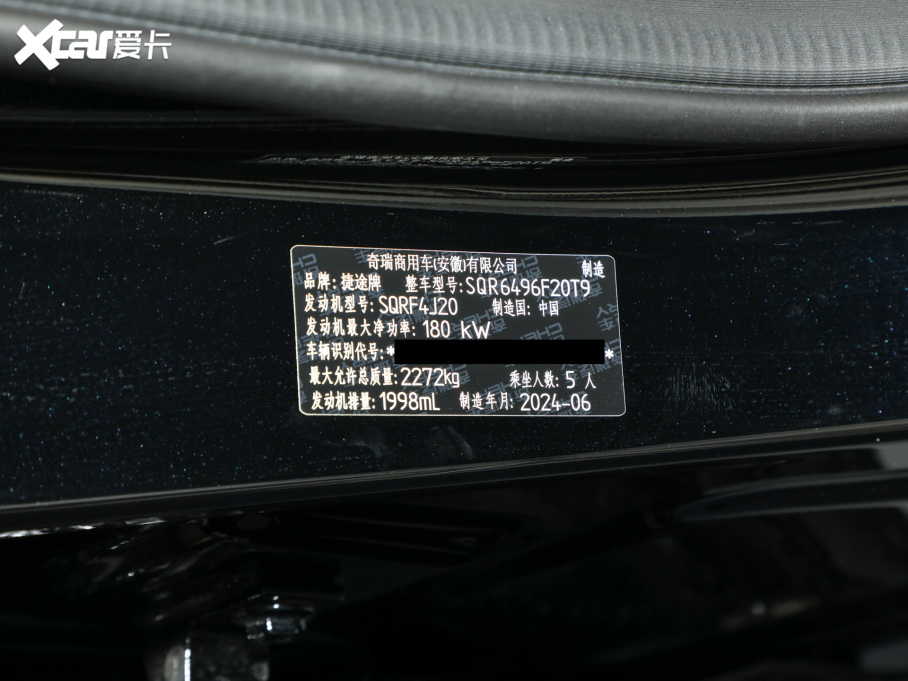 Xcar爱卡
奇瑞商用车(安徽)有限公司 制造
品牌:捷途牌 整车型号:SQR6496F20T9
发动机型号:SQRF4J20 制造国:中国
发动机最大净功率:180 kW
车辆识别代号:* *
最大允许总质量:2272kg 乘坐人数:5 人
发动机排量:1998mL 制造年月:2024-06